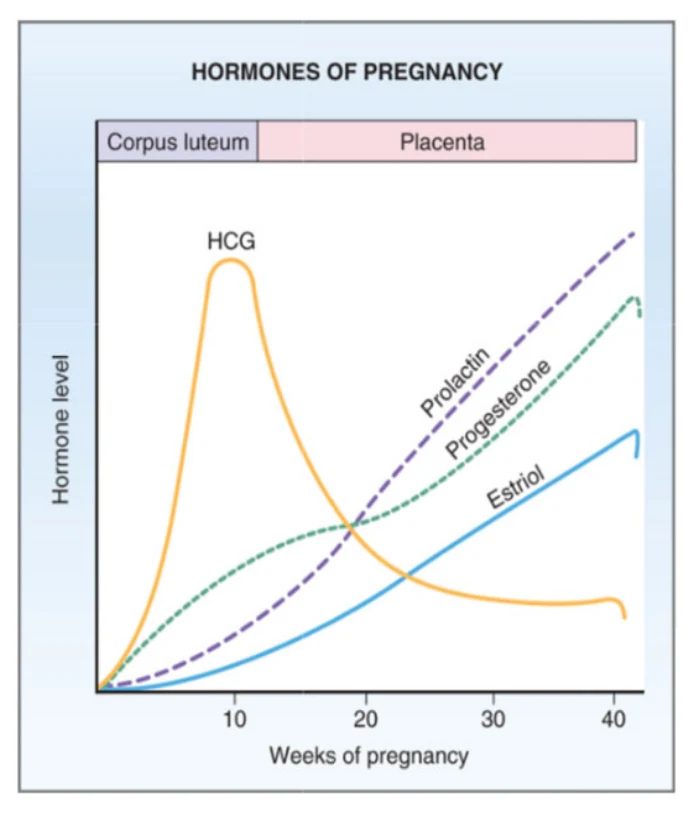 HORMONES OF PREGNANCY
Corpus luteum
Placenta
HCG
Prolactin
Progesterone
Estriol
Hormone level
10
20
30
40
Weeks of pregnancy